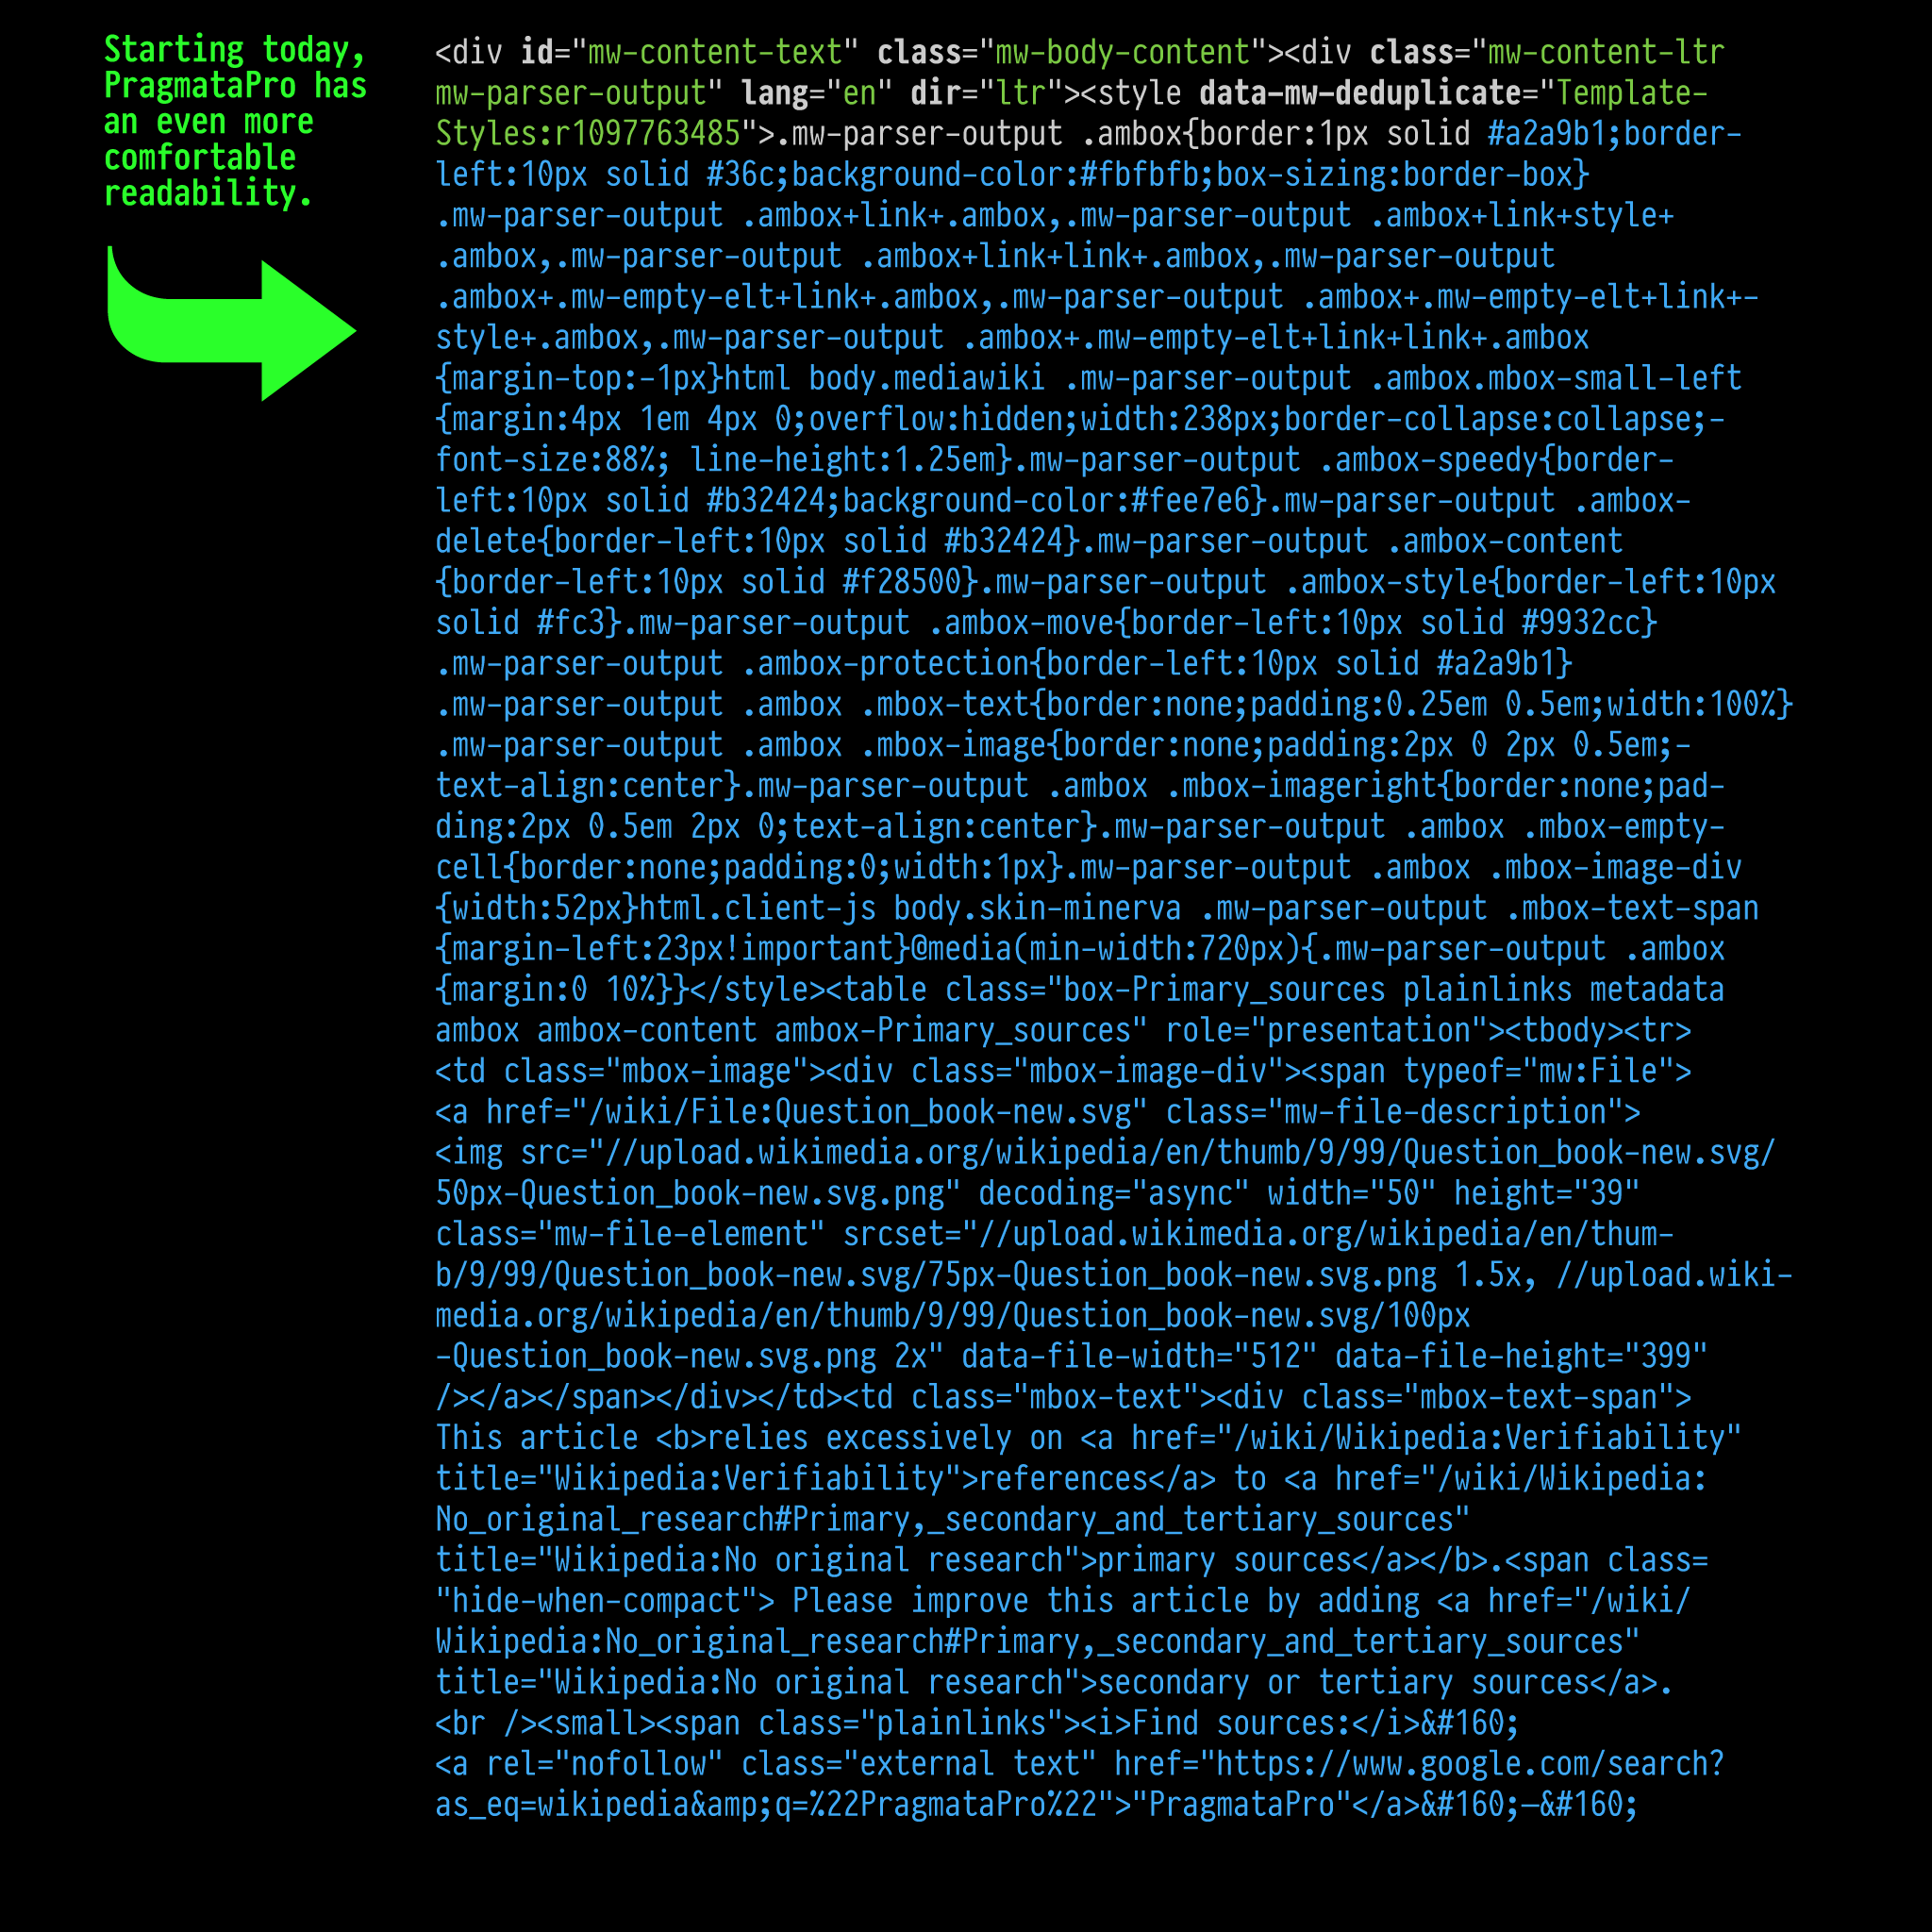 Starting today,
PragmataPro has
an even more
comfortable
readability.
<div id="mw-content-text" class="mw-body-content"><div class="mw-content-ltr
mw-parser-output" lang="en" dir="ltr"><style data-mw-deduplicate="Template-
Styles:r1097763485">.mw-parser-output .ambox{border:1px solid #a2a9b1;border-
left:10px solid #36c;background-color:#fbfbfb;box-sizing:border-box}
.mw-parser-output .ambox+link+.ambox,.mw-parser-output .ambox+link+style+
.ambox,.mw-parser-output .ambox+link+link+.ambox,.mw-parser-output
.ambox+.mw-empty-elt+link+.ambox,.mw-parser-output .ambox+.mw-empty-elt+link+-
style+.ambox,.mw-parser-output .ambox+.mw-empty-elt+link+link+.ambox
{margin-top:-1px}html body.mediawiki .mw-parser-output .ambox.mbox-small-left
{margin:4px 1em 4px 0;overflow:hidden;width:238px;border-collapse:collapse;-
font-size:88%; line-height:1.25em}.mw-parser-output .ambox-speedy{border-
left:10px solid #b32424;background-color:#fee7e6}.mw-parser-output .ambox-
delete{border-left:10px solid #b32424}.mw-parser-output .ambox-content
{border-left:10px solid #f28500}.mw-parser-output .ambox-style{border-left:10px
solid #fc3}.mw-parser-output .ambox-move{border-left:10px solid #9932cc}
.mw-parser-output .ambox-protection{border-left:10px solid #a2a9b1}
.mw-parser-output .ambox .mbox-text{border:none;padding:0.25em 0.5em;width:100%}
.mw-parser-output .ambox .mbox-image{border:none;padding:2px 0 2px 0.5em;-
text-align:center}.mw-parser-output .ambox .mbox-imageright{border:none;pad-
ding:2px 0.5em 2px 0;text-align:center}.mw-parser-output .ambox .mbox-empty-
cell{border:none;padding:0;width:1px}.mw-parser-output .ambox .mbox-image-div
{width:52px}html.client-js body.skin-minerva .mw-parser-output .mbox-text-span
{margin-left:23px!important}@media(min-width:720px){.mw-parser-output .ambox
{margin:0 10%}}</style><table class="box-Primary_sources plainlinks metadata
ambox ambox-content ambox-Primary_sources" role="presentation"><tbody><tr>
<td class="mbox-image"><div class="mbox-image-div"><span typeof="mw:File">
<a href="/wiki/File:Question_book-new.svg" class="mw-file-description">
<img src="//upload.wikimedia.org/wikipedia/en/thumb/9/99/Question_book-new.svg/
50px-Question_book-new.svg.png" decoding="async" width="50" height="39"
class="mw-file-element" srcset="//upload.wikimedia.org/wikipedia/en/thum-
b/9/99/Question_book-new.svg/75px-Question_book-new.svg.png 1.5x, //upload.wiki-
media.org/wikipedia/en/thumb/9/99/Question_book-new.svg/100px
-Question_book-new.svg.png 2x" data-file-width="512" data-file-height="399"
/></a></span></div></td><td class="mbox-text"><div class="mbox-text-span">
This article <b>relies excessively on <a href="/wiki/Wikipedia:Verifiability"
title="Wikipedia:Verifiability">references</a> to <a href="/wiki/Wikipedia:
No_original_research#Primary,_secondary_and_tertiary_sources"
title="Wikipedia:No original research">primary sources</a></b>.<span class=
"hide-when-compact"> Please improve this article by adding <a href="/wiki/
Wikipedia:No_original_research#Primary,_secondary_and_tertiary_sources"
title="Wikipedia:No original research">secondary or tertiary sources</a>.
<br /><small><span class="plainlinks"><i>Find sources:</i>&#160;
<a rel="nofollow" class="external text" href="https://www.google.com/search?
as_eq=wikipedia&amp;q=%22PragmataPro%22">"PragmataPro"</a>&#160;–&#160;